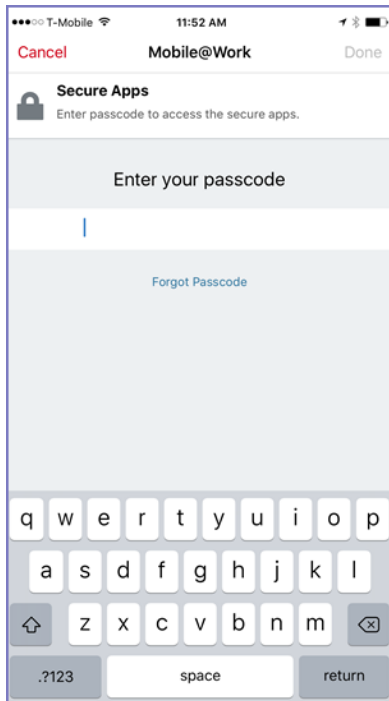 T-Mobile 11:52 AM
Cancel Mobile@Work Done
Secure Apps
Enter passcode to access the secure apps.
Enter your passcode
Forgot Passcode
q w e r t y u i o p
a s d f g h j k l
z x c v b n m
.?123 space return